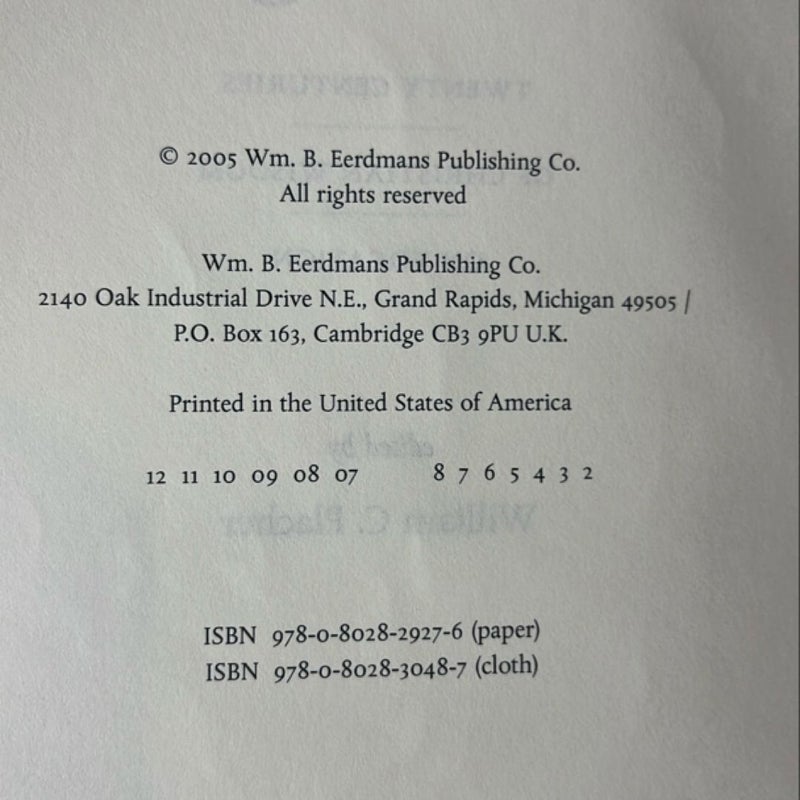 © 2005 Wm. B. Eerdmans Publishing Co.
All rights reserved
Wm. B. Eerdmans Publishing Co.
2140 Oak Industrial Drive N.E., Grand Rapids, Michigan 49505 /
P.O. Box 163, Cambridge CB3 9PU U.K.
Printed in the United States of America
12 11 10 09 08 07 8 7 6 5 4 3 2
ISBN 978-0-8028-2927-6 (paper)
ISBN 978-0-8028-3048-7 (cloth)